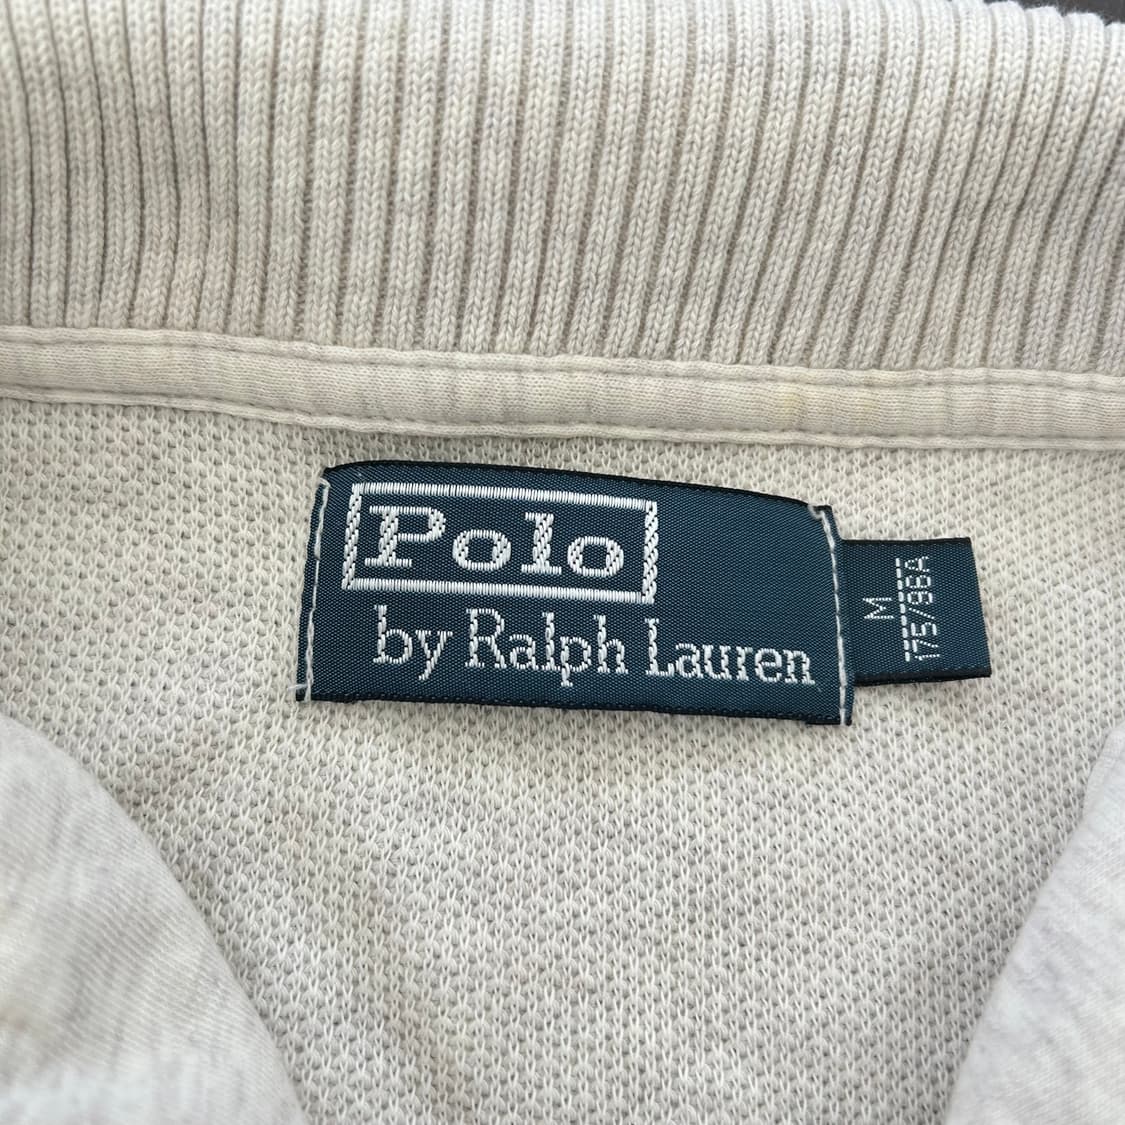 Polo
by Ralph Lauren
M
175/96A